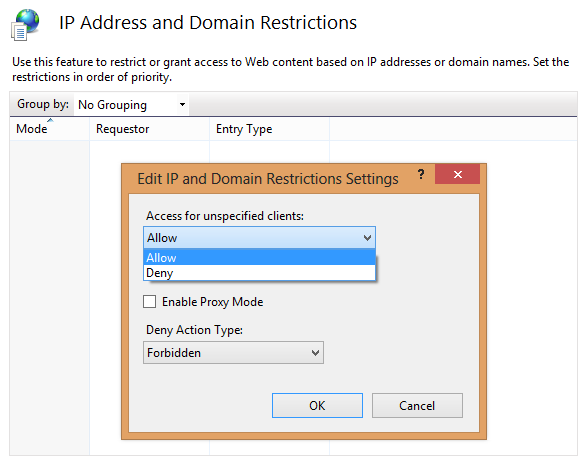 IP Address and Domain Restrictions
Use this feature to restrict or grant access to Web content based on IP addresses or domain names. Set the
restrictions in order of priority.
Group by: No Grouping
Mode Requestor Entry Type
Edit IP and Domain Restrictions Settings ? x
Access for unspecified clients:
Allow
Allow
Deny
Enable Proxy Mode
Deny Action Type:
Forbidden
OK Cancel